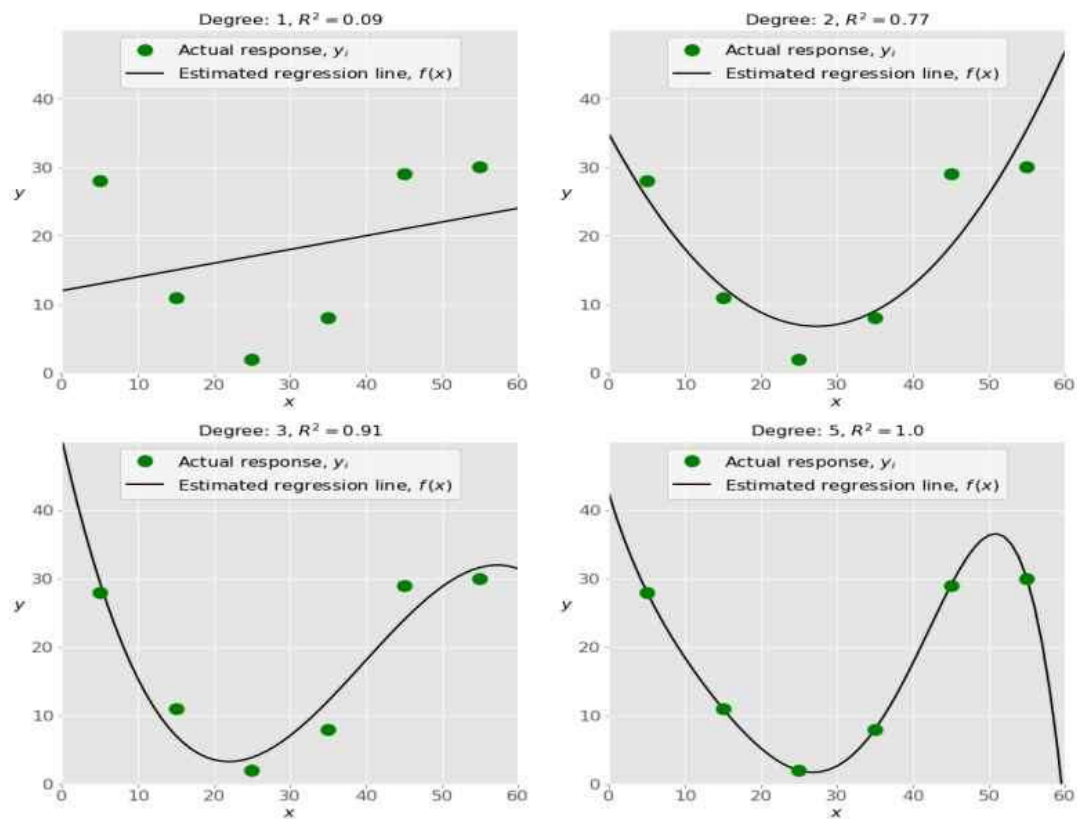 Degree: 1, R² = 0.09
Actual response, yᵢ
Estimated regression line, f(x)
40
30
y
20
10
0
0 10 20 30 40 50 60
x
Degree: 2, R² = 0.77
Actual response, yᵢ
Estimated regression line, f(x)
40
30
y
20
10
0
0 10 20 30 40 50 60
x
Degree: 3, R² = 0.91
Actual response, yᵢ
Estimated regression line, f(x)
40
30
y
20
10
0
0 10 20 30 40 50 60
x
Degree: 5, R² = 1.0
Actual response, yᵢ
Estimated regression line, f(x)
40
30
y
20
10
0
0 10 20 30 40 50 60
x